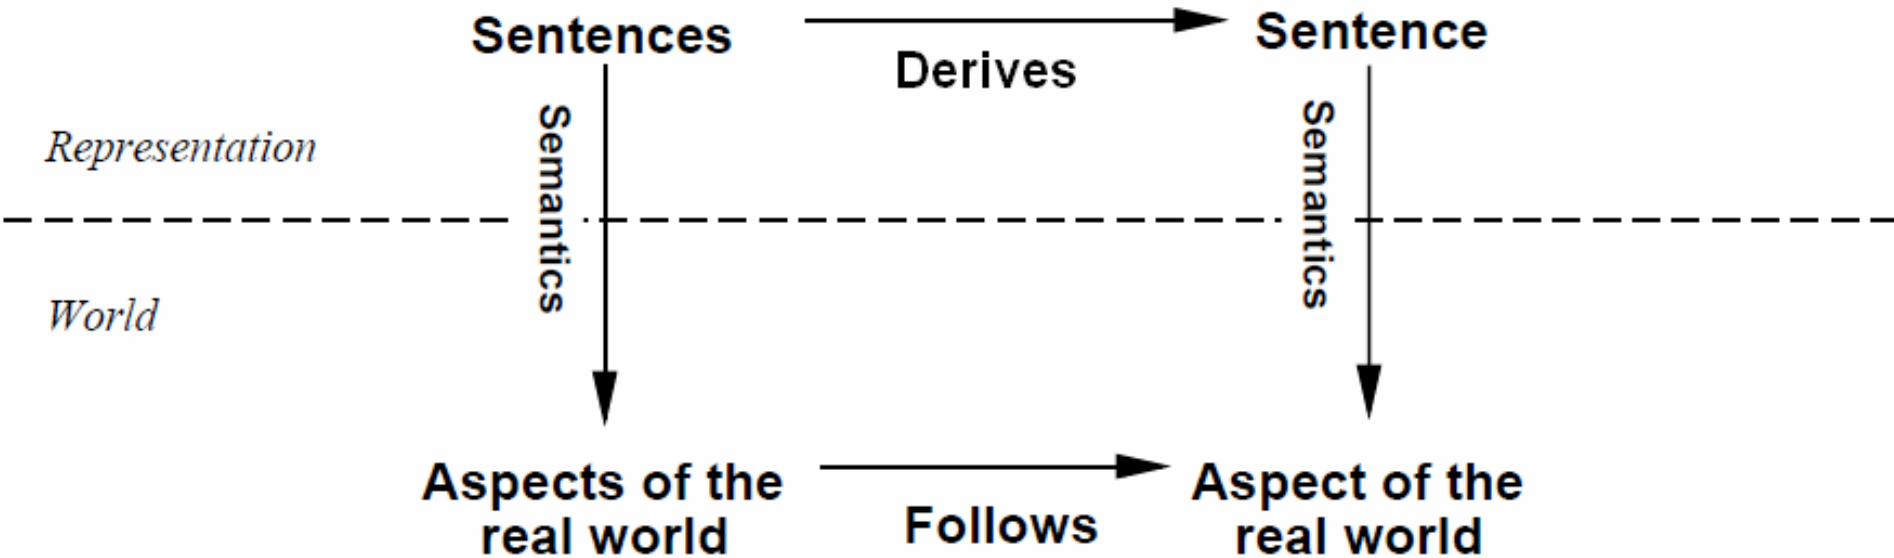 Sentences
Derives
Sentence
Representation
Semantics
Semantics
World
Aspects of the
real world
Follows
Aspect of the
real world